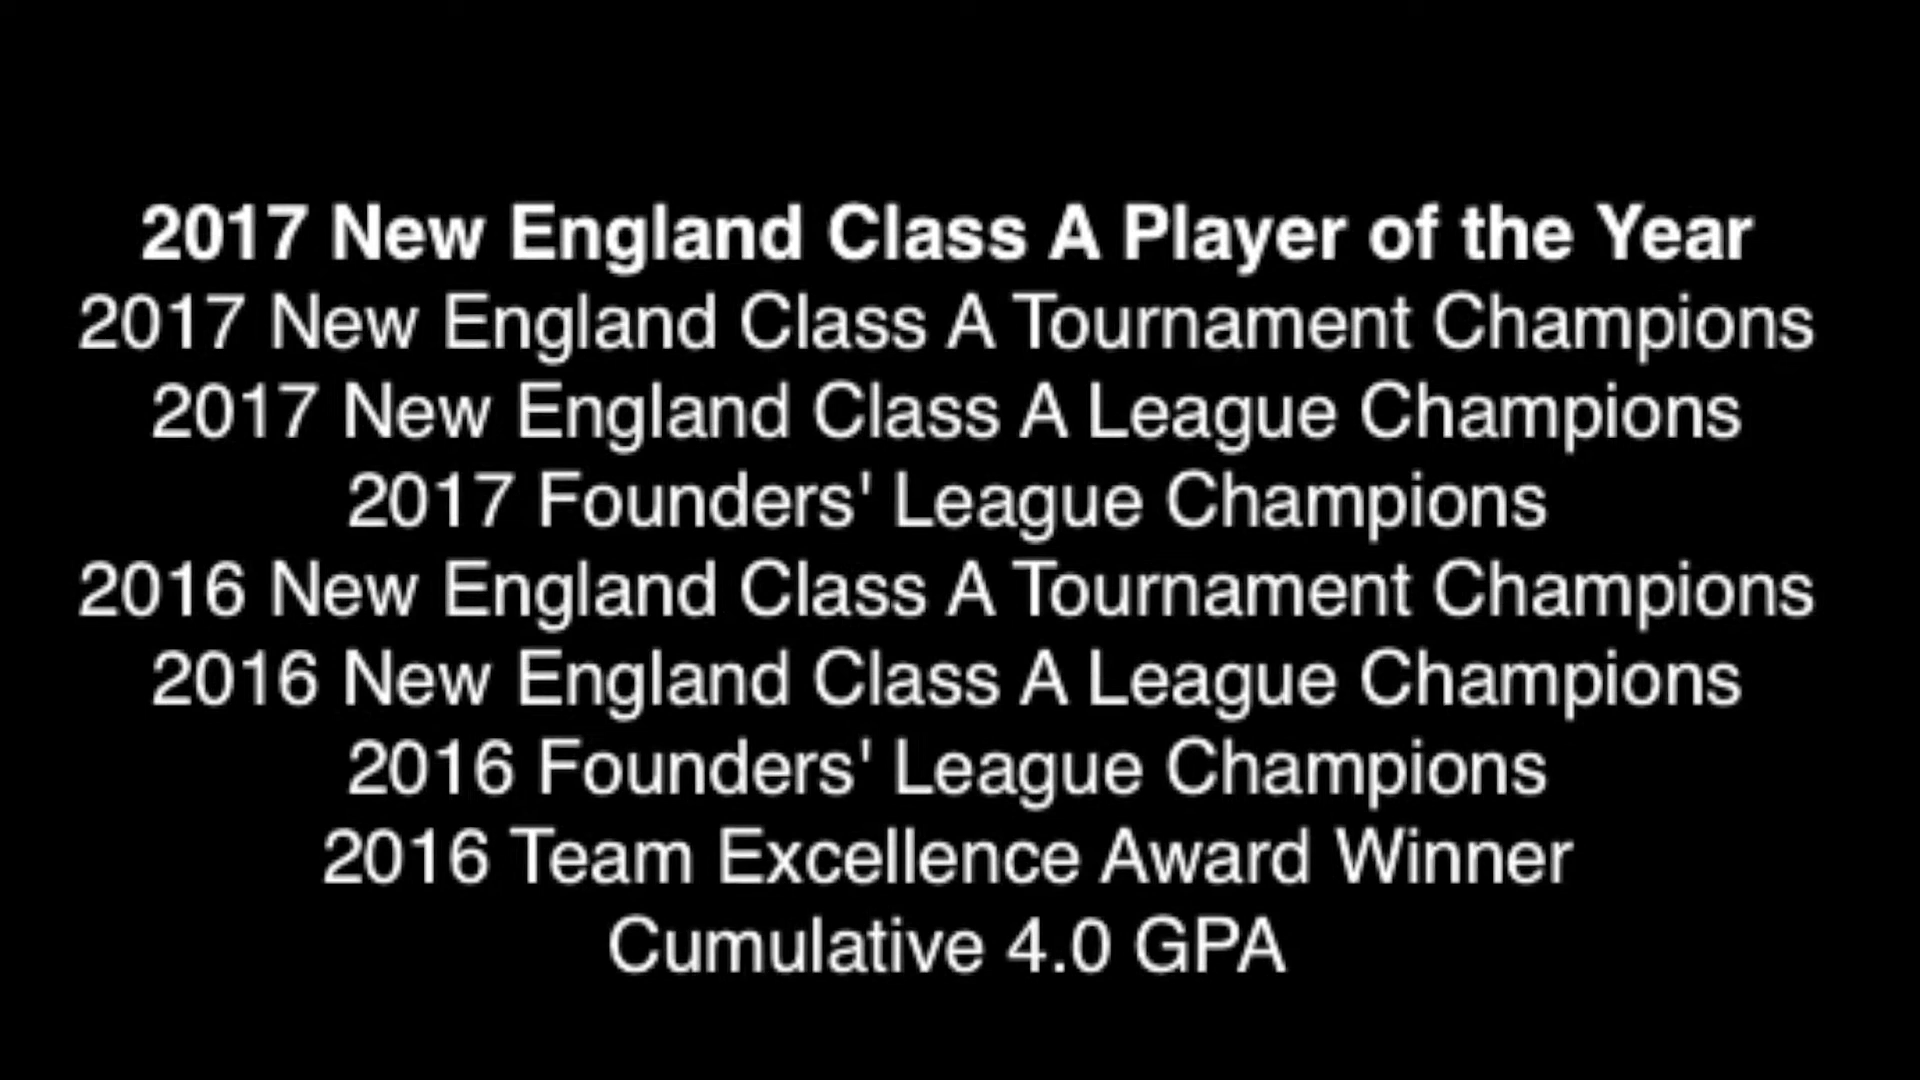 2017 New England Class A Player of the Year
2017 New England Class A Tournament Champions
2017 New England Class A League Champions
2017 Founders' League Champions
2016 New England Class A Tournament Champions
2016 New England Class A League Champions
2016 Founders' League Champions
2016 Team Excellence Award Winner
Cumulative 4.0 GPA